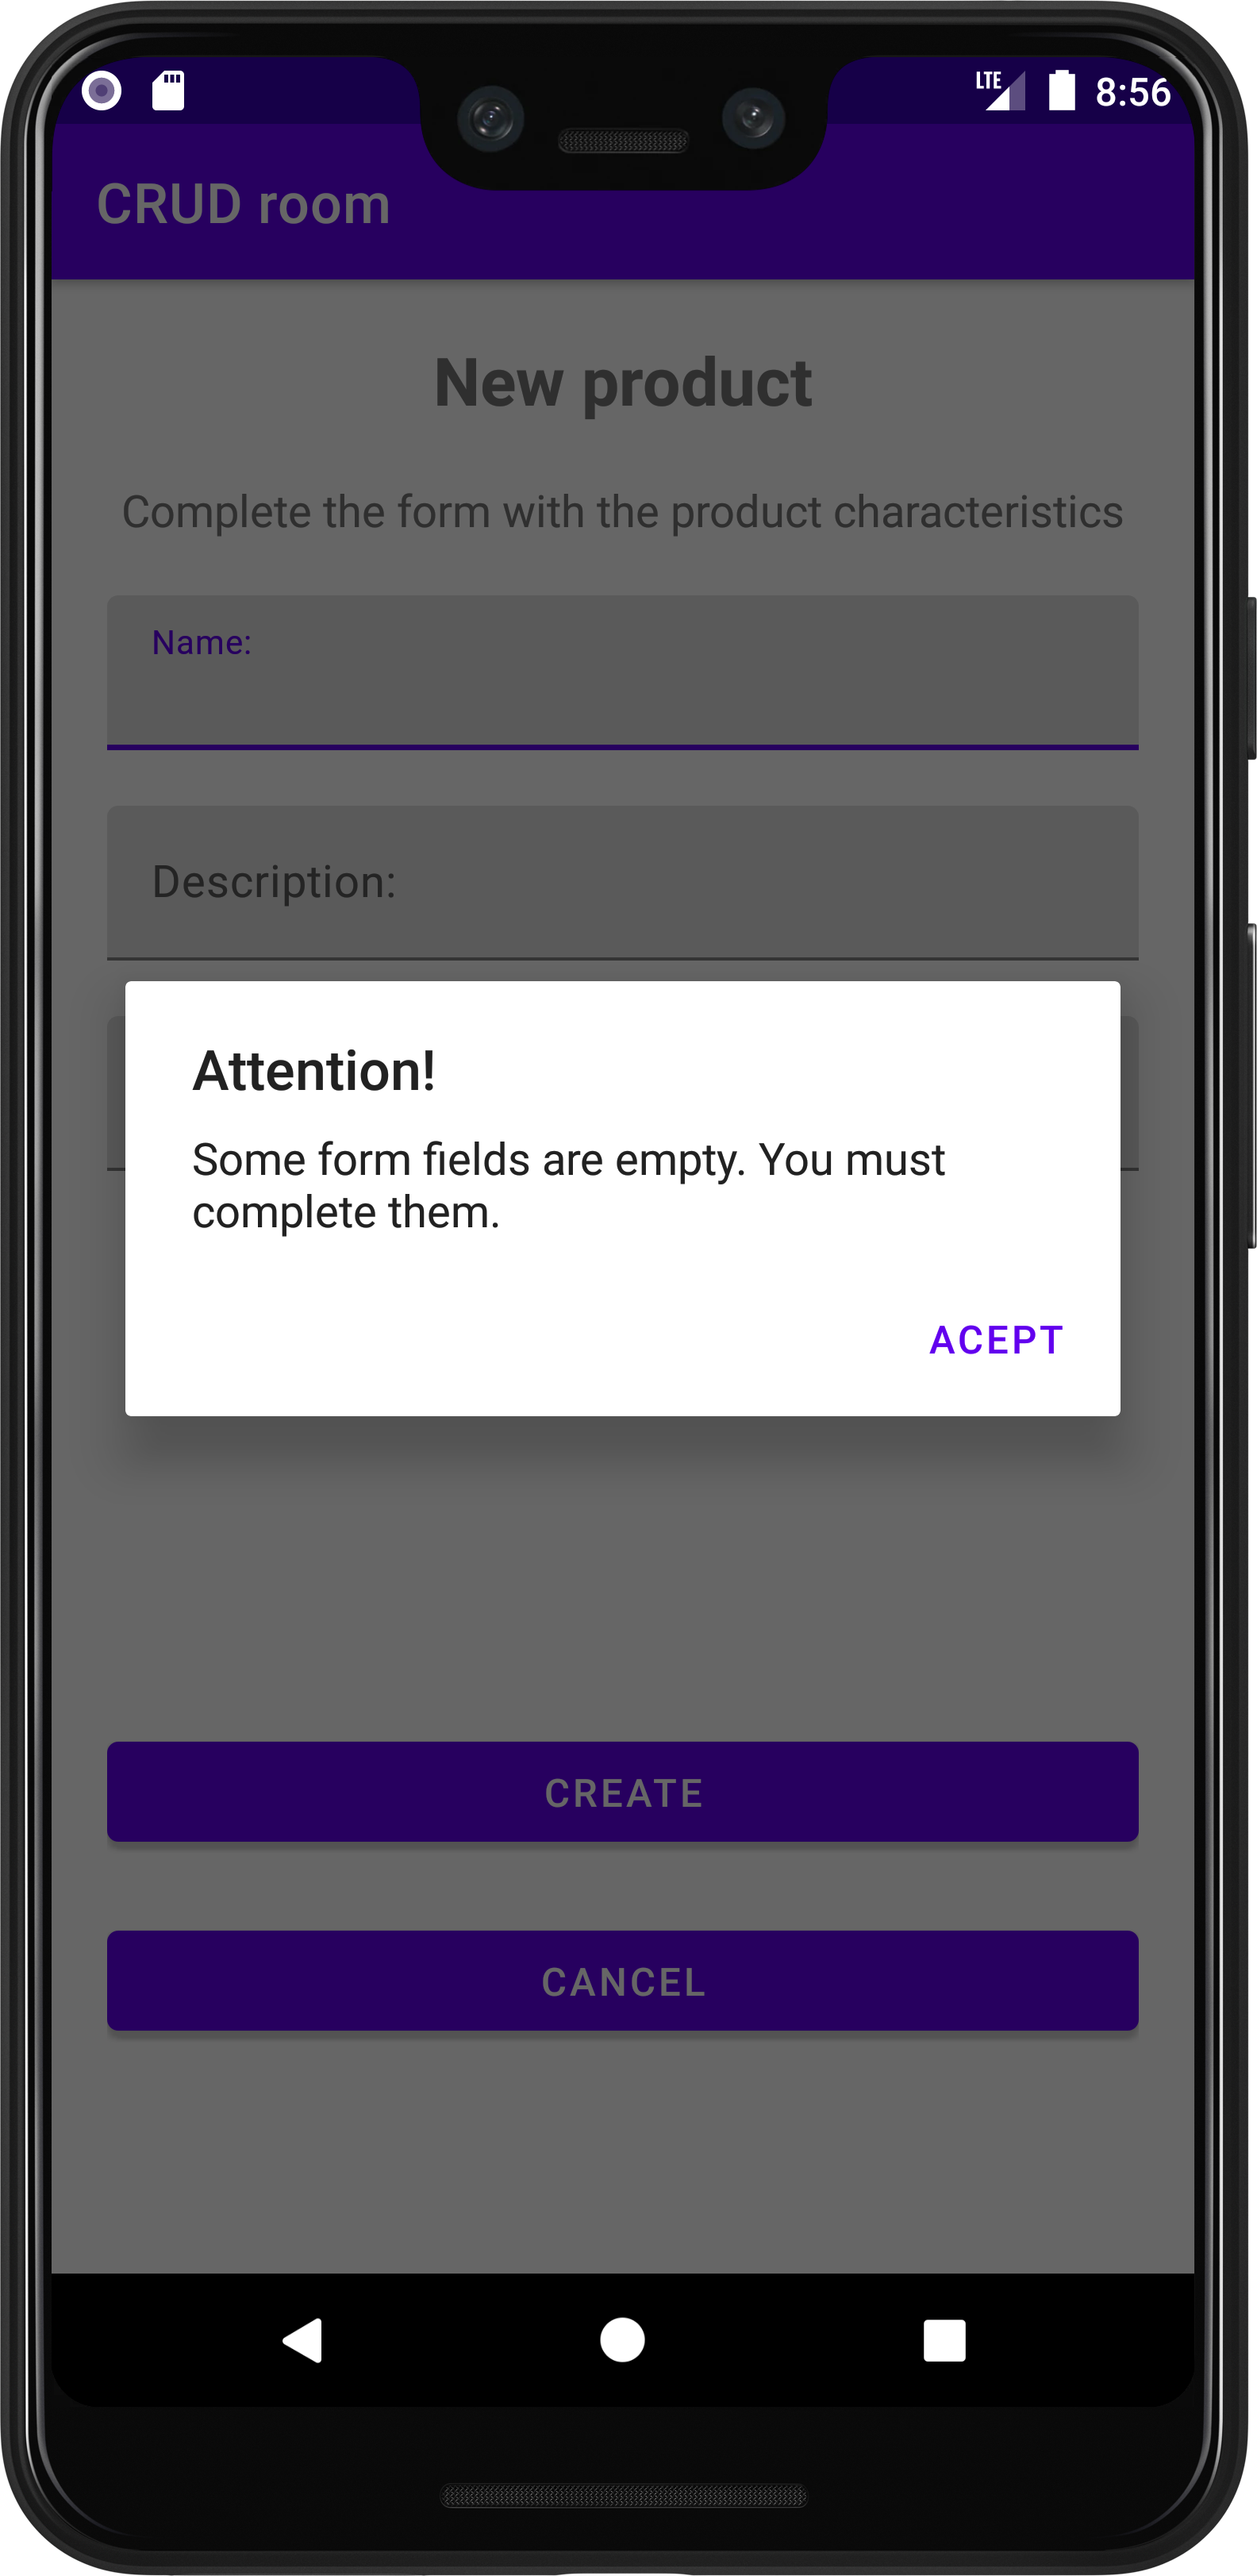 LTE 8:56
CRUD room
New product
Complete the form with the product characteristics
Name:
Description:
Attention!
Some form fields are empty. You must
complete them.
ACEPT
CREATE
CANCEL